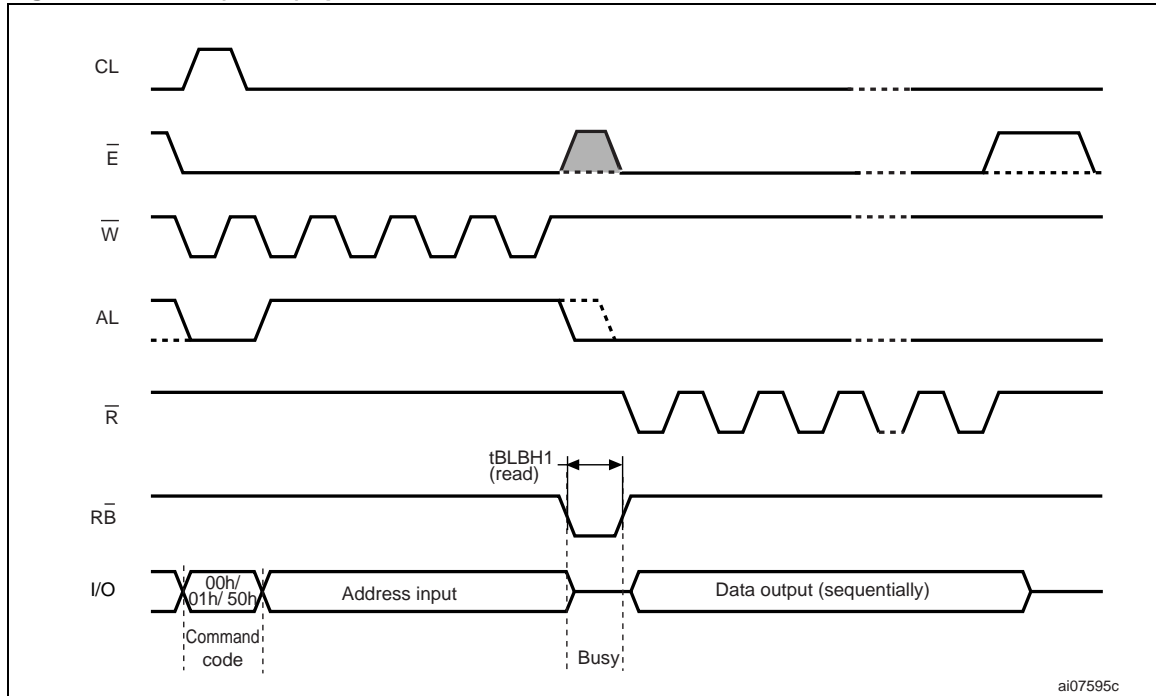 CL
E
W
AL
R
tBLBH1
(read)
RB
I/O
00h/
01h/ 50h
Address input
Data output (sequentially)
Command
code
Busy
ai07595c